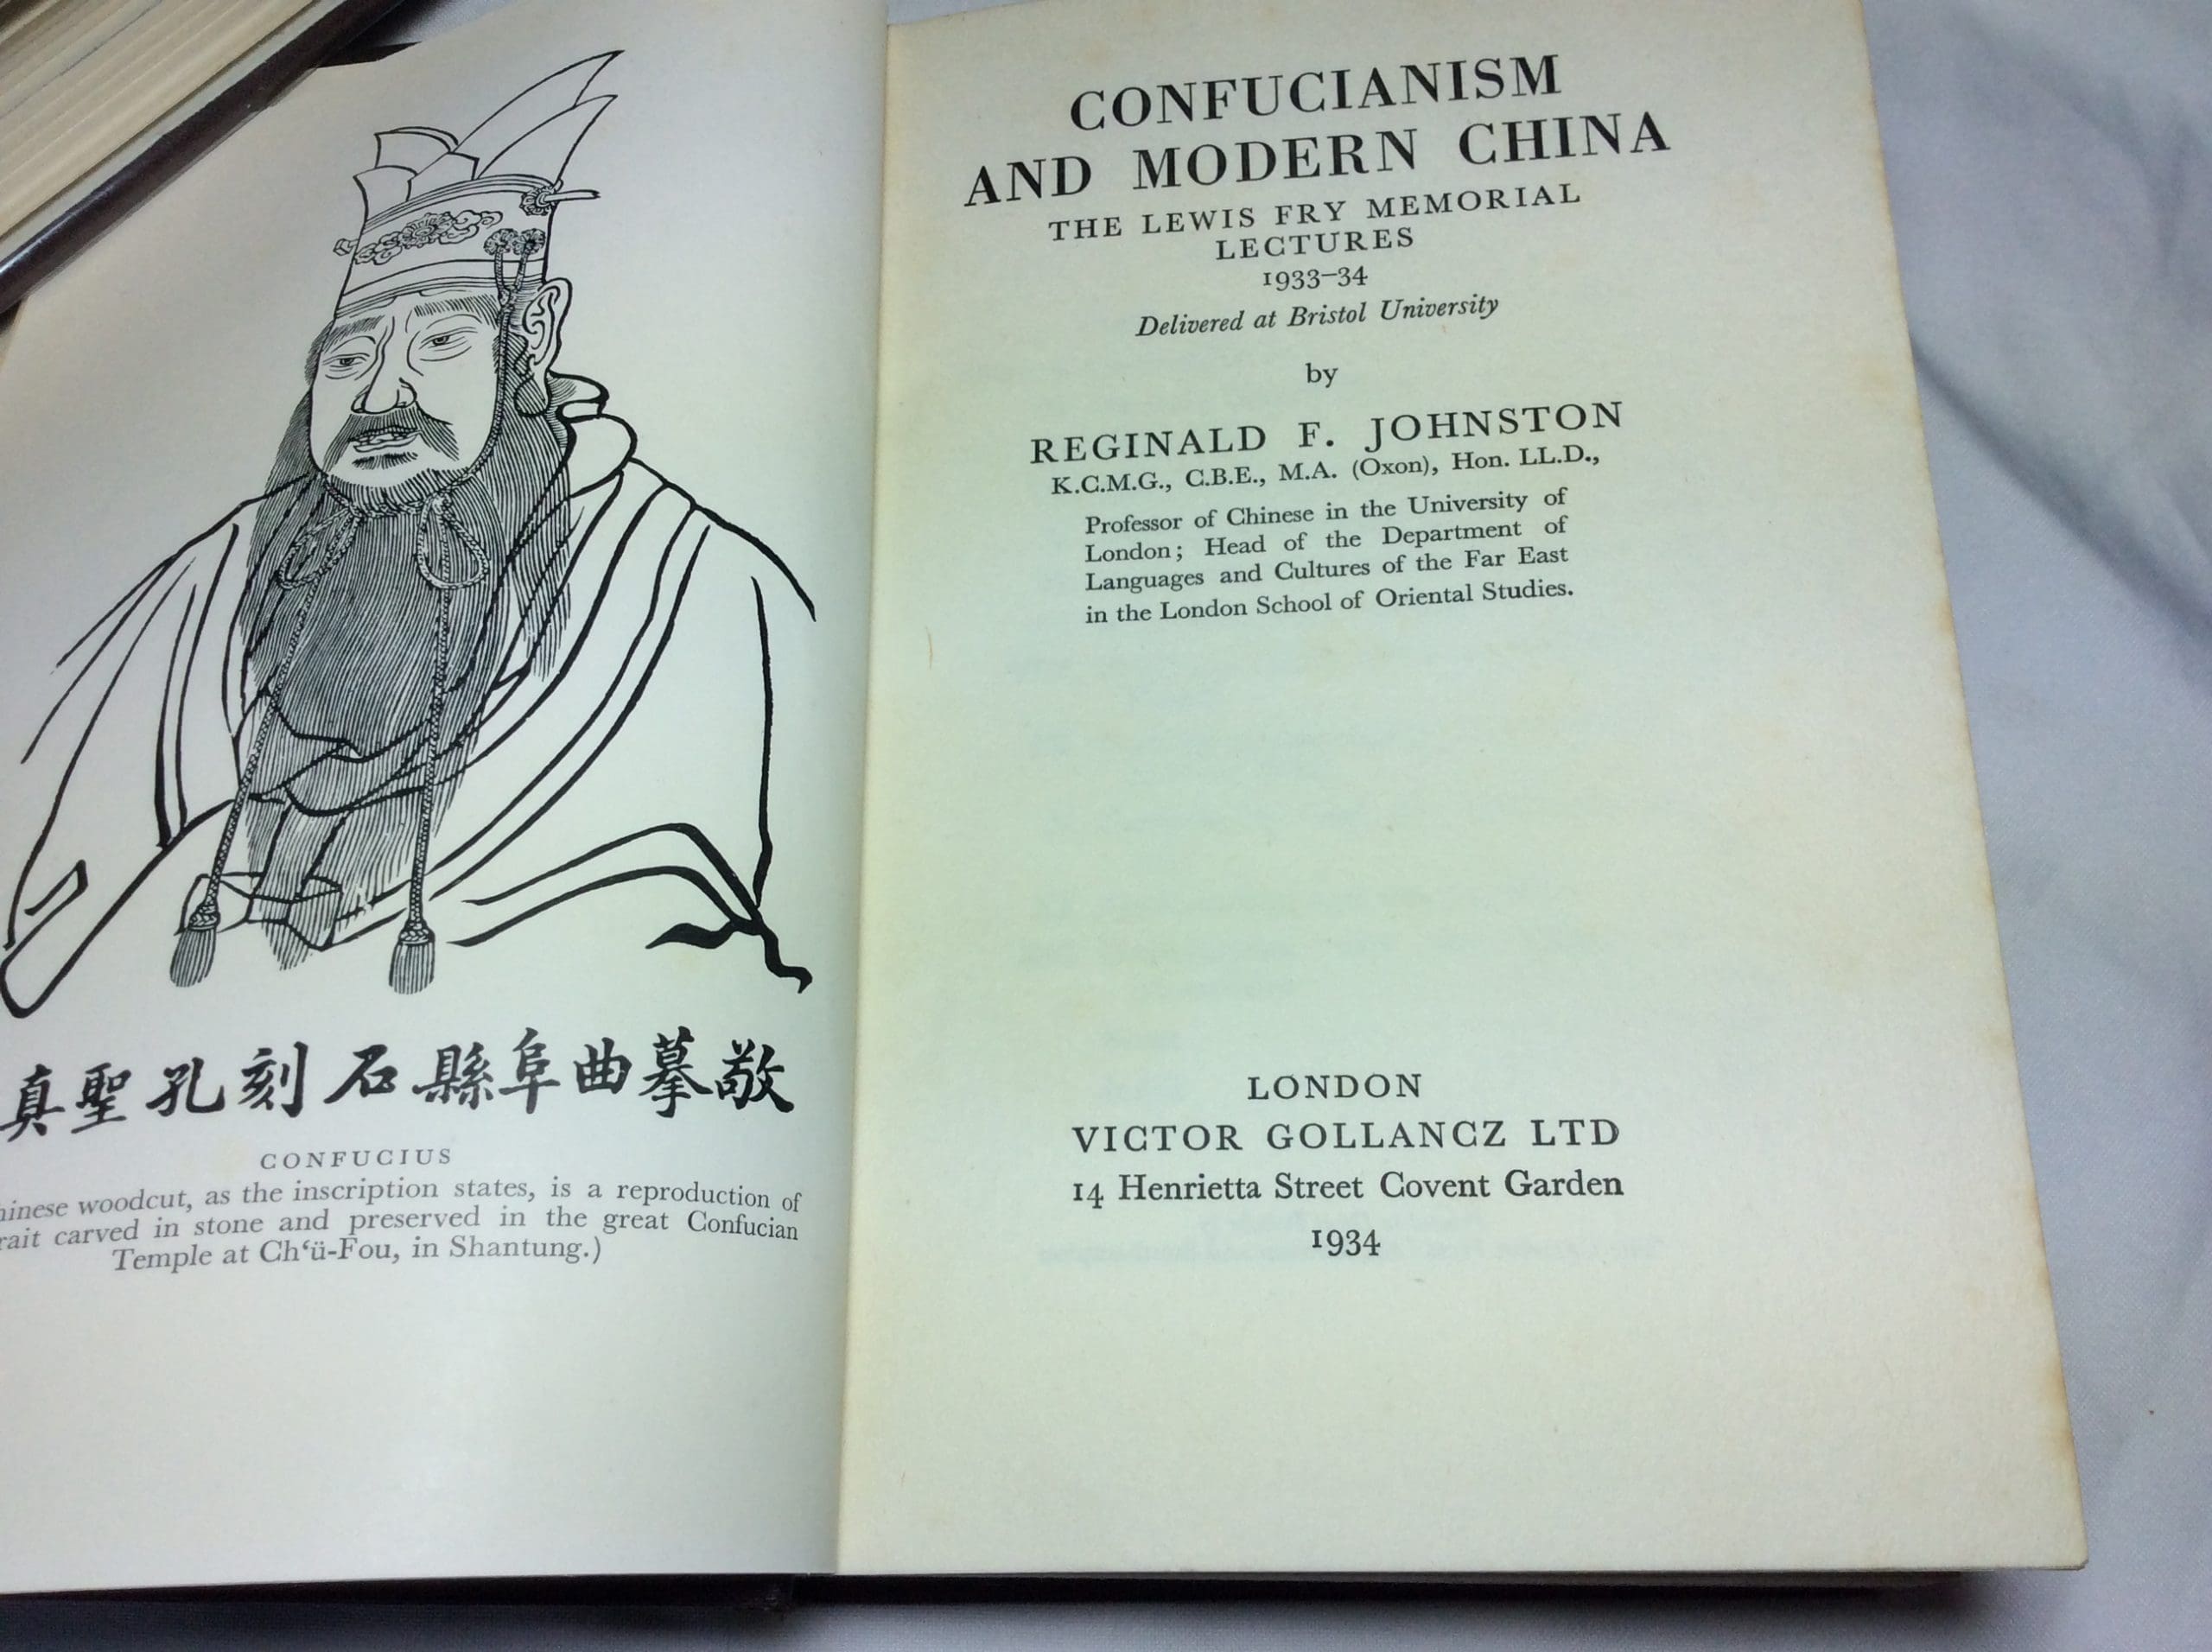 敬摹曲阜縣石刻孔聖真
CONFUCIUS
hinese woodcut, as the inscription states, is a reproduction of
rait carved in stone and preserved in the great Confucian
Temple at Ch‘ü-Fou, in Shantung.)
CONFUCIANISM
AND MODERN CHINA
THE LEWIS FRY MEMORIAL
LECTURES
1933–34
Delivered at Bristol University
by
REGINALD F. JOHNSTON
K.C.M.G., C.B.E., M.A. (Oxon), Hon. LL.D.,
Professor of Chinese in the University of
London; Head of the Department of
Languages and Cultures of the Far East
in the London School of Oriental Studies.
LONDON
VICTOR GOLLANCZ LTD
14 Henrietta Street Covent Garden
1934